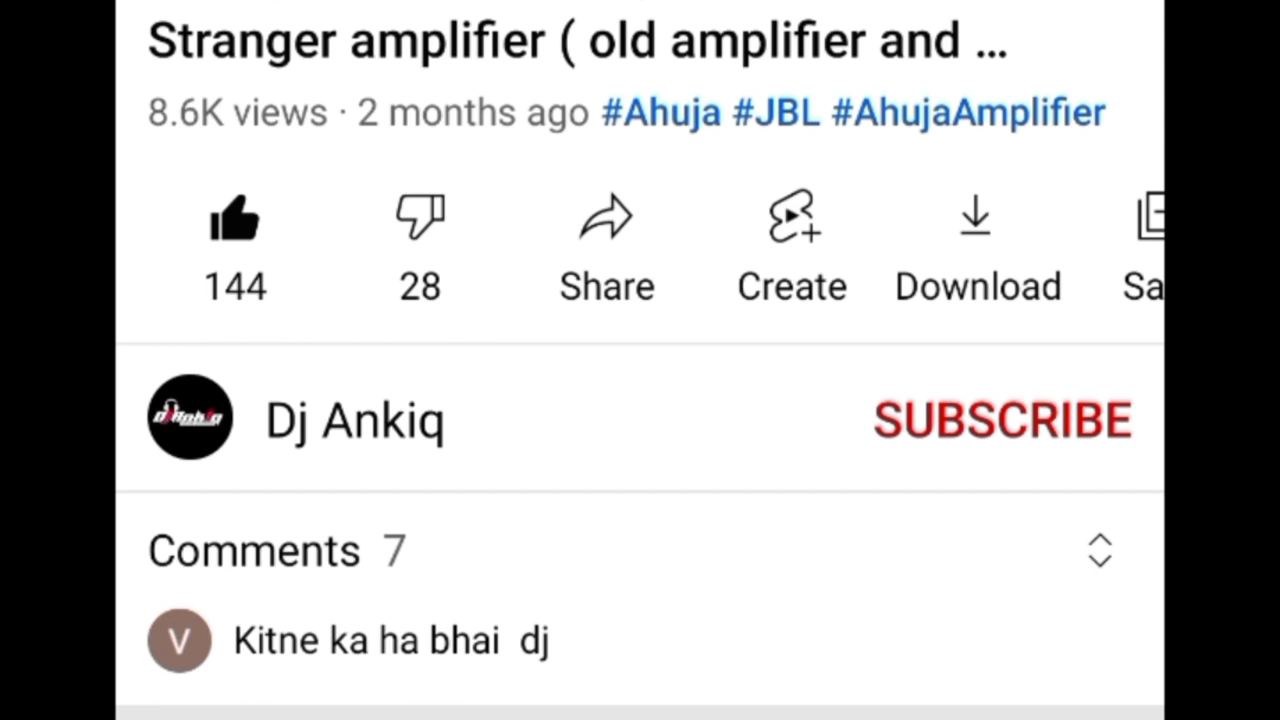 Stranger amplifier ( old amplifier and ...
8.6K views · 2 months ago #Ahuja #JBL #AhujaAmplifier
144 28 Share Create Download Sa
Dj Ankiq
SUBSCRIBE
Comments 7
V Kitne ka ha bhai dj